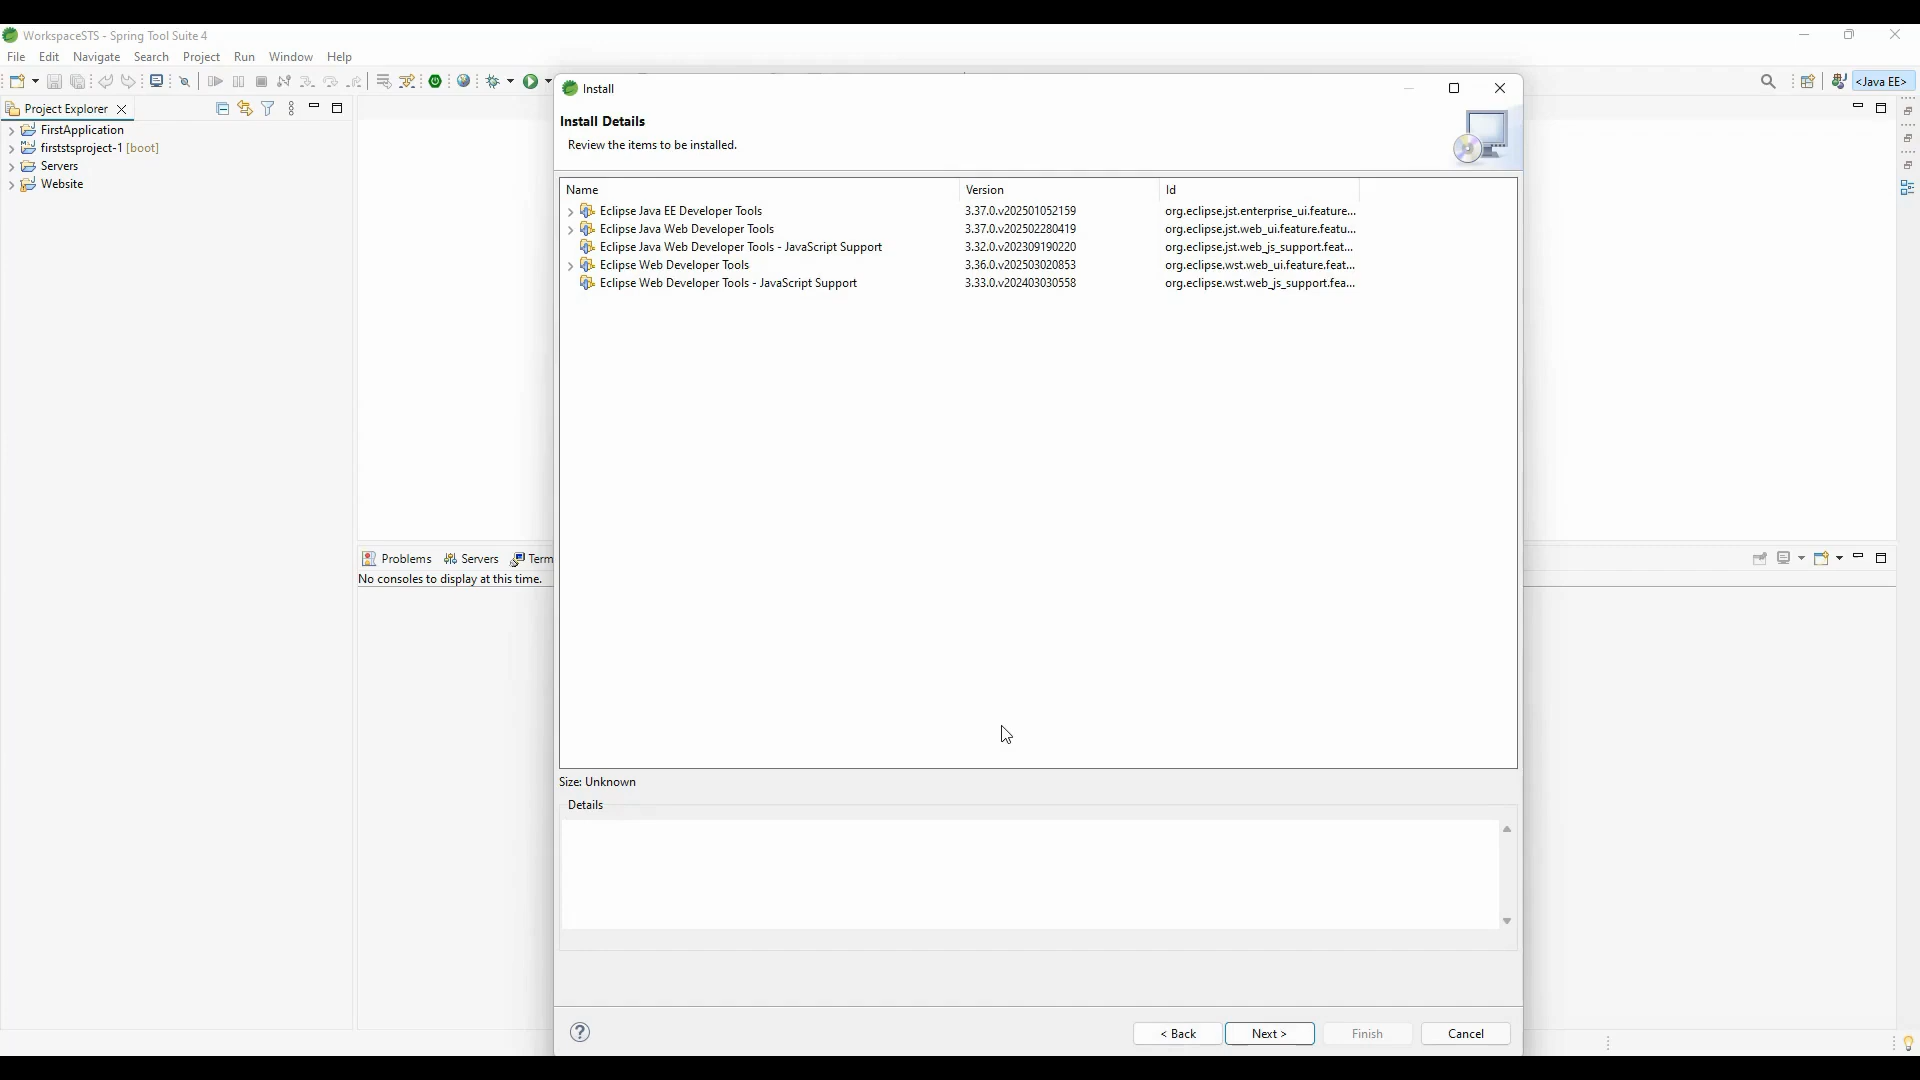 WorkspaceSTS - Spring Tool Suite 4
File Edit Navigate Search Project Run Window Help
<Java EE>
Project Explorer
FirstApplication
firststsproject-1 [boot]
Servers
Website
Install
Install Details
Review the items to be installed.
Name Version Id
Eclipse Java EE Developer Tools 3.37.0.v202501052159 org.eclipse.jst.enterprise_ui.feature...
Eclipse Java Web Developer Tools 3.37.0.v202502280419 org.eclipse.jst.web_ui.feature.featu...
Eclipse Java Web Developer Tools - JavaScript Support 3.32.0.v202309190220 org.eclipse.jst.web_js_support.feat...
Eclipse Web Developer Tools 3.36.0.v202503020853 org.eclipse.wst.web_ui.feature.feat...
Eclipse Web Developer Tools - JavaScript Support 3.33.0.v202403030558 org.eclipse.wst.web_js_support.fea...
Problems Servers Term
No consoles to display at this time.
Size: Unknown
Details
?
< Back Next > Finish Cancel